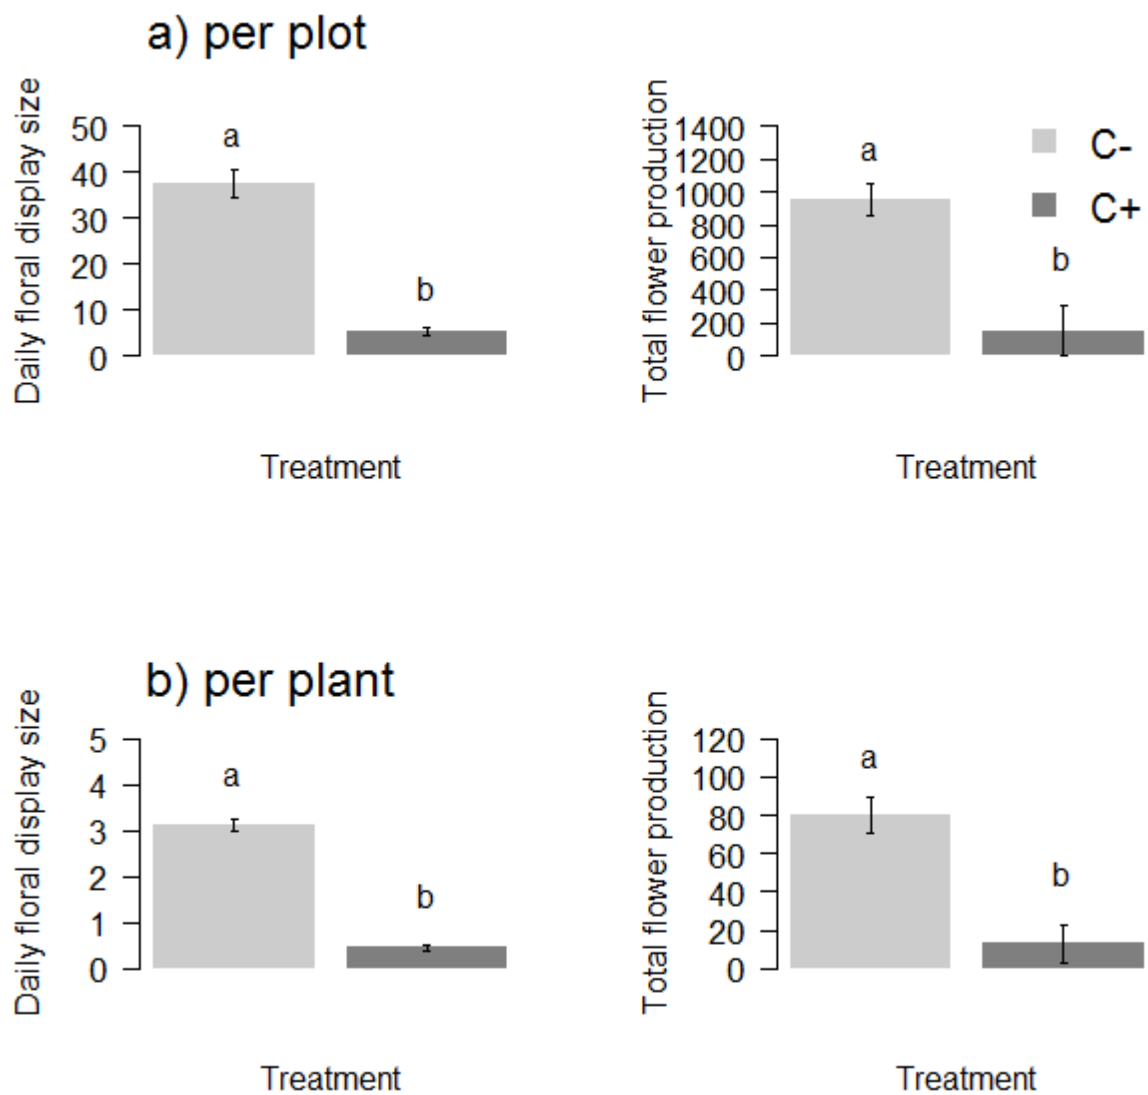 a) per plot
Daily floral display size
50
40
30
20
10
0
a
b
Treatment
Total flower production
1400
1200
1000
800
600
400
200
0
a
b
C-
C+
Treatment
b) per plant
Daily floral display size
5
4
3
2
1
0
a
b
Treatment
Total flower production
120
100
80
60
40
20
0
a
b
Treatment